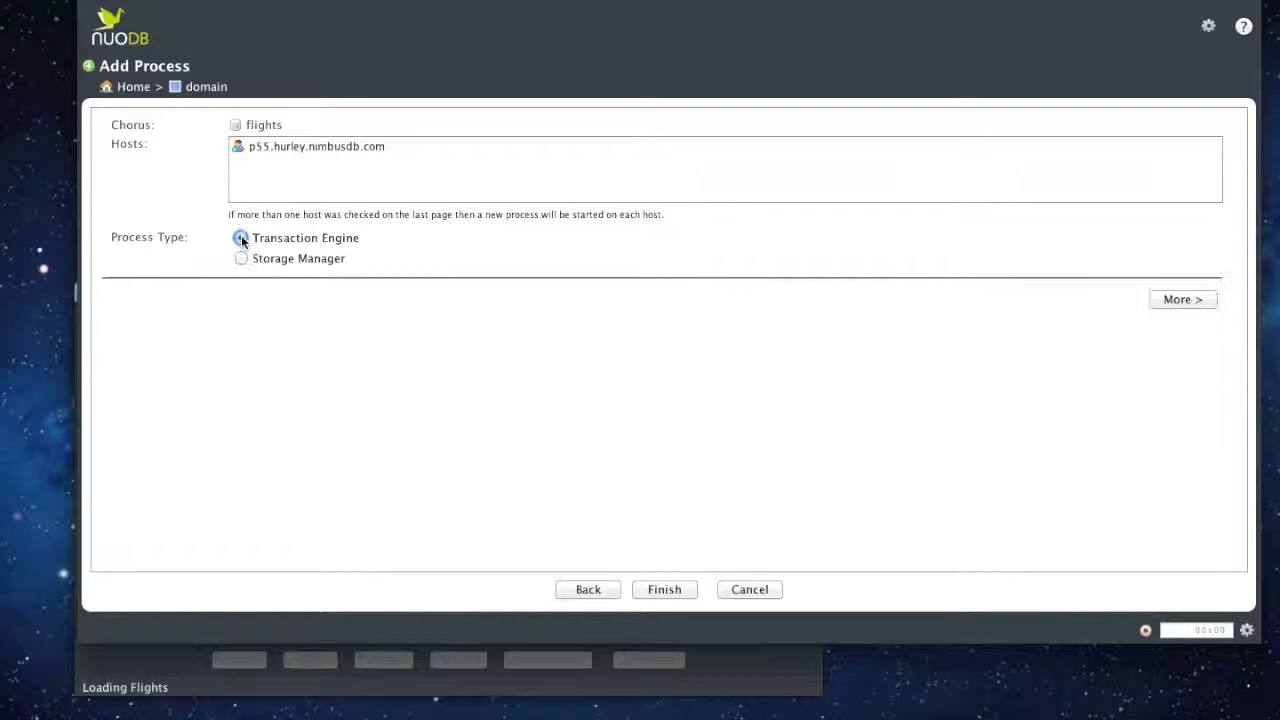 NUODB
Add Process
Home > domain
Chorus: flights
Hosts: p55.hurley.nimbusdb.com
If more than one host was checked on the last page then a new process will be started on each host.
Process Type: Transaction Engine
Storage Manager
More >
Back Finish Cancel
00:00
Loading Flights